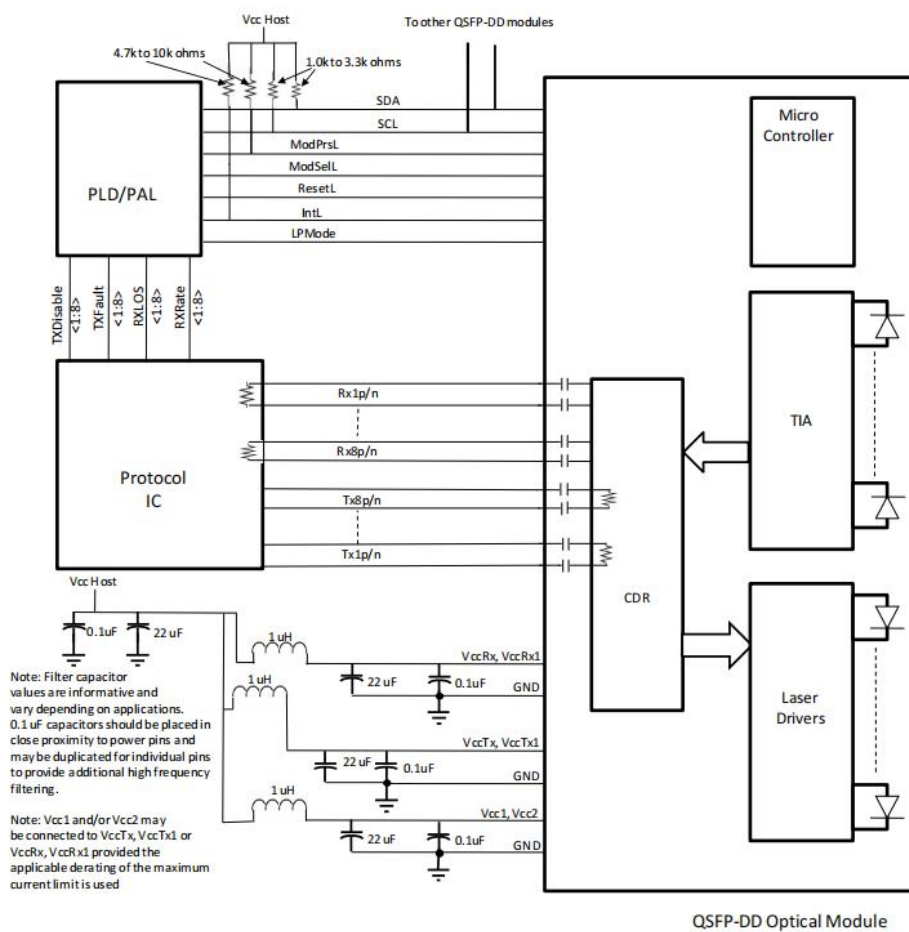 Vcc Host
To other QSFP-DD modules
4.7k to 10k ohms
1.0k to 3.3k ohms
SDA
SCL
ModPrsL
ModSelL
ResetL
IntL
LPMode
PLD/PAL
Micro
Controller
TXDisable
<1:8>
TXFault
<1:8>
RXLOS
<1:8>
RXRate
<1:8>
Rx1p/n
Rx8p/n
Tx8p/n
Tx1p/n
Protocol
IC
TIA
CDR
Laser
Drivers
Vcc Host
0.1uF
22 uF
1 uH
VccRx, VccRx1
22 uF
0.1uF
GND
1 uH
VccTx, VccTx1
22 uF
0.1uF
GND
1 uH
Vcc1, Vcc2
22 uF
0.1uF
GND
Note: Filter capacitor
values are informative and
vary depending on applications.
0.1 uF capacitors should be placed in
close proximity to power pins and
may be duplicated for individual pins
to provide additional high frequency
filtering.
Note: Vcc1 and/or Vcc2 may
be connected to VccTx, VccTx1 or
VccRx, VccRx1 provided the
applicable derating of the maximum
current limit is used
QSFP-DD Optical Module